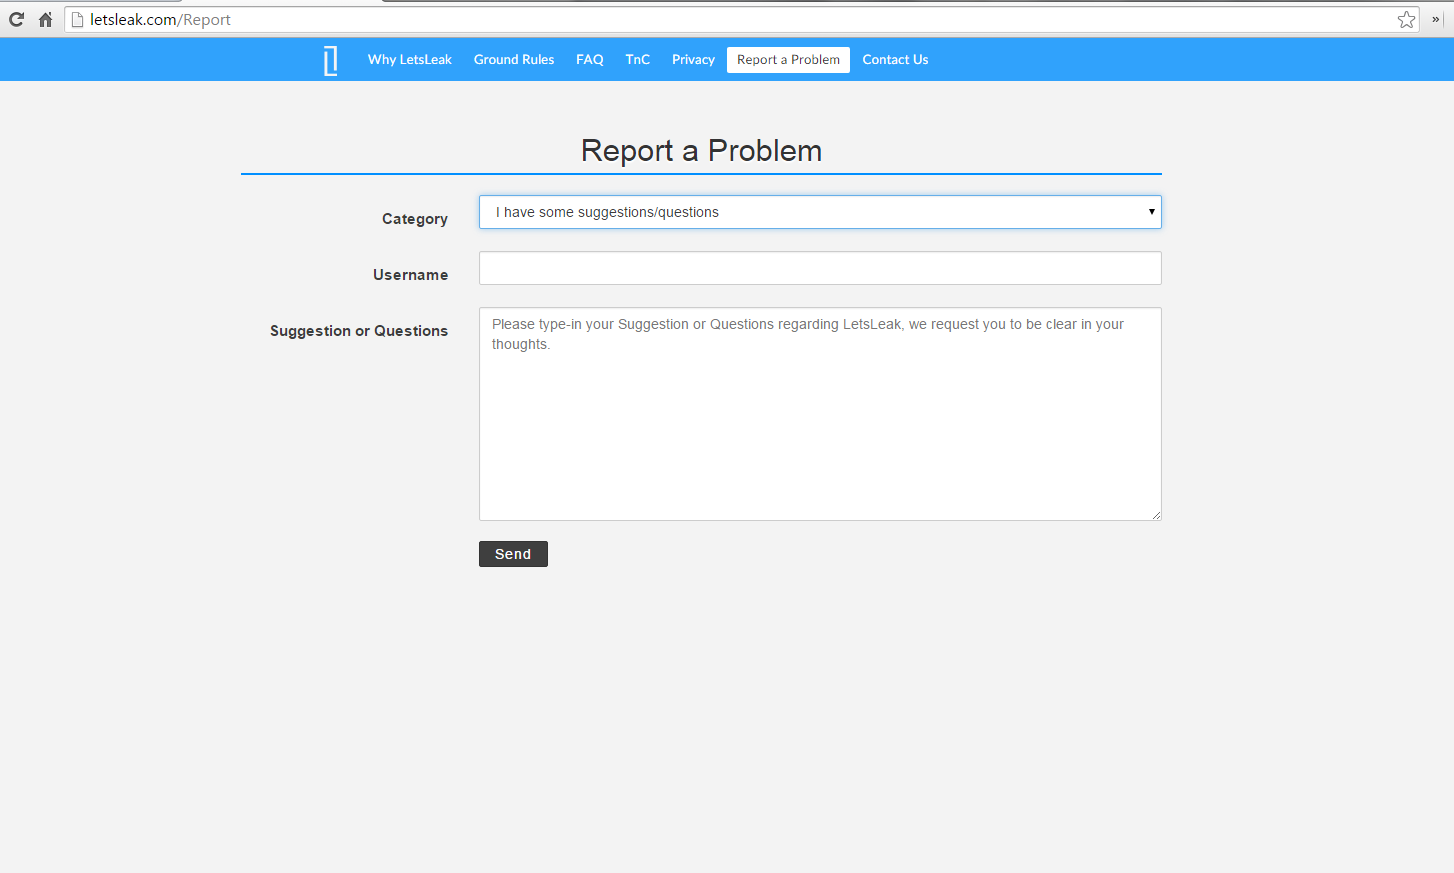 letsleak.com/Report
»
Why LetsLeak Ground Rules FAQ TnC Privacy Report a Problem Contact Us
Report a Problem
Category
I have some suggestions/questions
Username
Suggestion or Questions
Please type-in your Suggestion or Questions regarding LetsLeak, we request you to be clear in your
thoughts.
Send